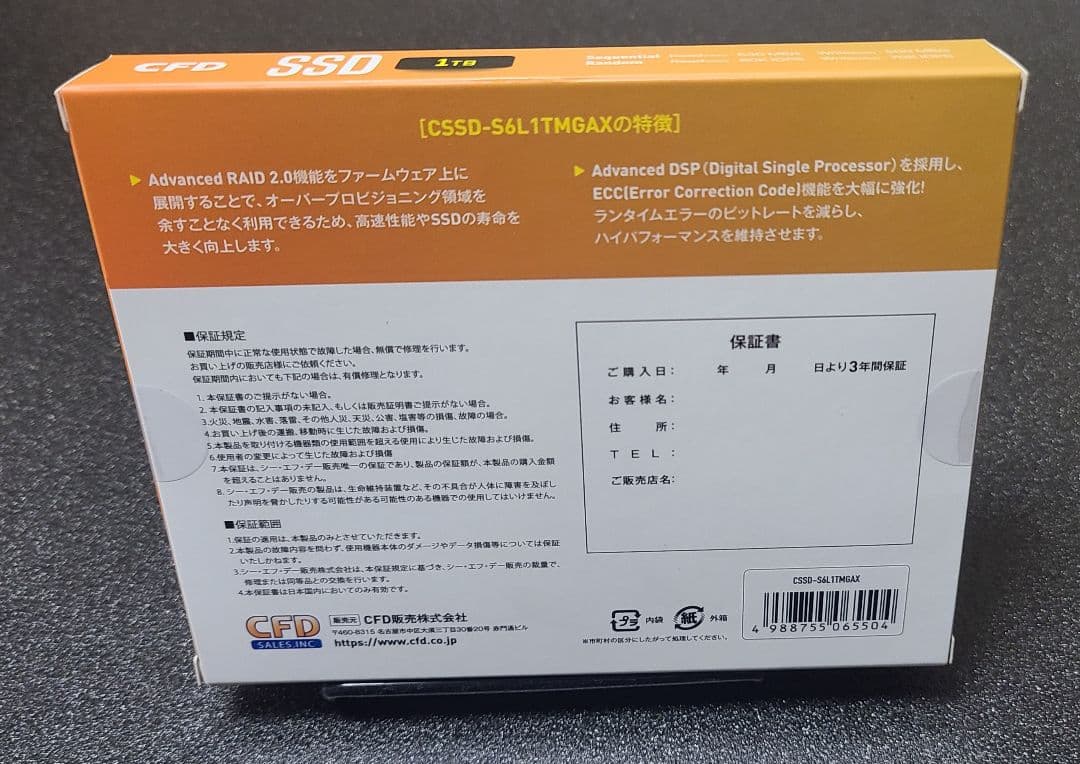 CFD SSD 1TB
Sequential
Random
[CSSD-S6L1TMGAXの特徴]
Advanced RAID 2.0機能をファームウェア上に
展開することで、オーバープロビジョニング領域を
余すことなく利用できるため、高速性能やSSDの寿命を
大きく向上します。
Advanced DSP(Digital Single Processor)を採用し、
ECC(Error Correction Code)機能を大幅に強化!
ランタイムエラーのビットレートを減らし、
ハイパフォーマンスを維持させます。
■保証規定
保証期間中に正常な使用状態で故障した場合、無償で修理を行います。
お買い上げの販売店様にご依頼ください。
保証期間内においても下記の場合は、有償修理となります。
1.本保証書のご提示がない場合。
2.本保証書の記入事項の未記入、もしくは販売証明書ご提示がない場合。
3.火災、地震、水害、落雷、その他人災、天災、公害、塩害等の損傷、故障の場合。
4.お買い上げ後の運搬、移動時に生じた故障および損傷。
5.本製品を取り付ける機器類の使用範囲を超える使用により生じた故障および損傷。
6.使用者の変更によって生じた故障および損傷
7.本保証は、シー・エフ・デー販売唯一の保証であり、製品の保証額が、本製品の購入金額
を超えることはありません。
8.シー・エフ・デー販売の製品は、生命維持装置など、その不具合が人体に障害を及ぼし
たり声明を脅かしたりする可能性がある可能性のある機器での使用してはいけません。
■保証範囲
1.保証の適用は、本製品のみとさせていただきます。
2.本製品の故障内容を問わず、使用機器本体のダメージやデータ損傷等については保証
いたしかねます。
3.シー・エフ・デー販売株式会社は、本保証規定に基づき、シー・エフ・デー販売の裁量で、
修理または同等品との交換を行います。
4.本保証書は日本国内においてのみ有効です。
保証書
ご購入日: 年 月 日より3年間保証
お客様名:
住 所:
T E L :
ご販売店名:
CFD
SALES.INC
販売元 CFD販売株式会社
〒460-8315 名古屋市中区大須三丁目30番20号 赤門通ビル
https://www.cfd.co.jp
プラ 内袋 紙 外箱
※市町村の区分にしたがって処理してください。
CSSD-S6L1TMGAX
4 988755 065504